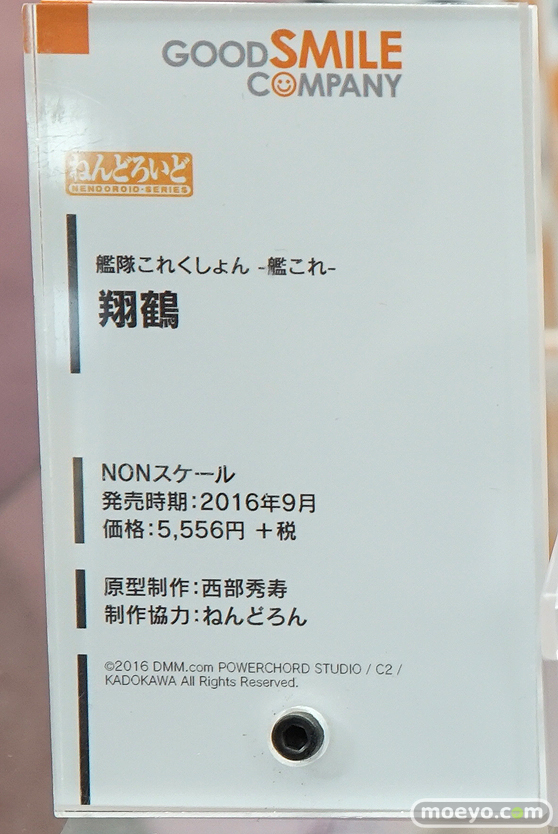 GOODSMILE
COMPANY
ねんどろいど
NENDOROID-SERIES
艦隊これくしょん -艦これ-
翔鶴
NONスケール
発売時期:2016年9月
価格:5,556円 +税
原型制作:西部秀寿
制作協力:ねんどろん
©2016 DMM.com POWERCHORD STUDIO / C2 /
KADOKAWA All Rights Reserved.
moeyo.com